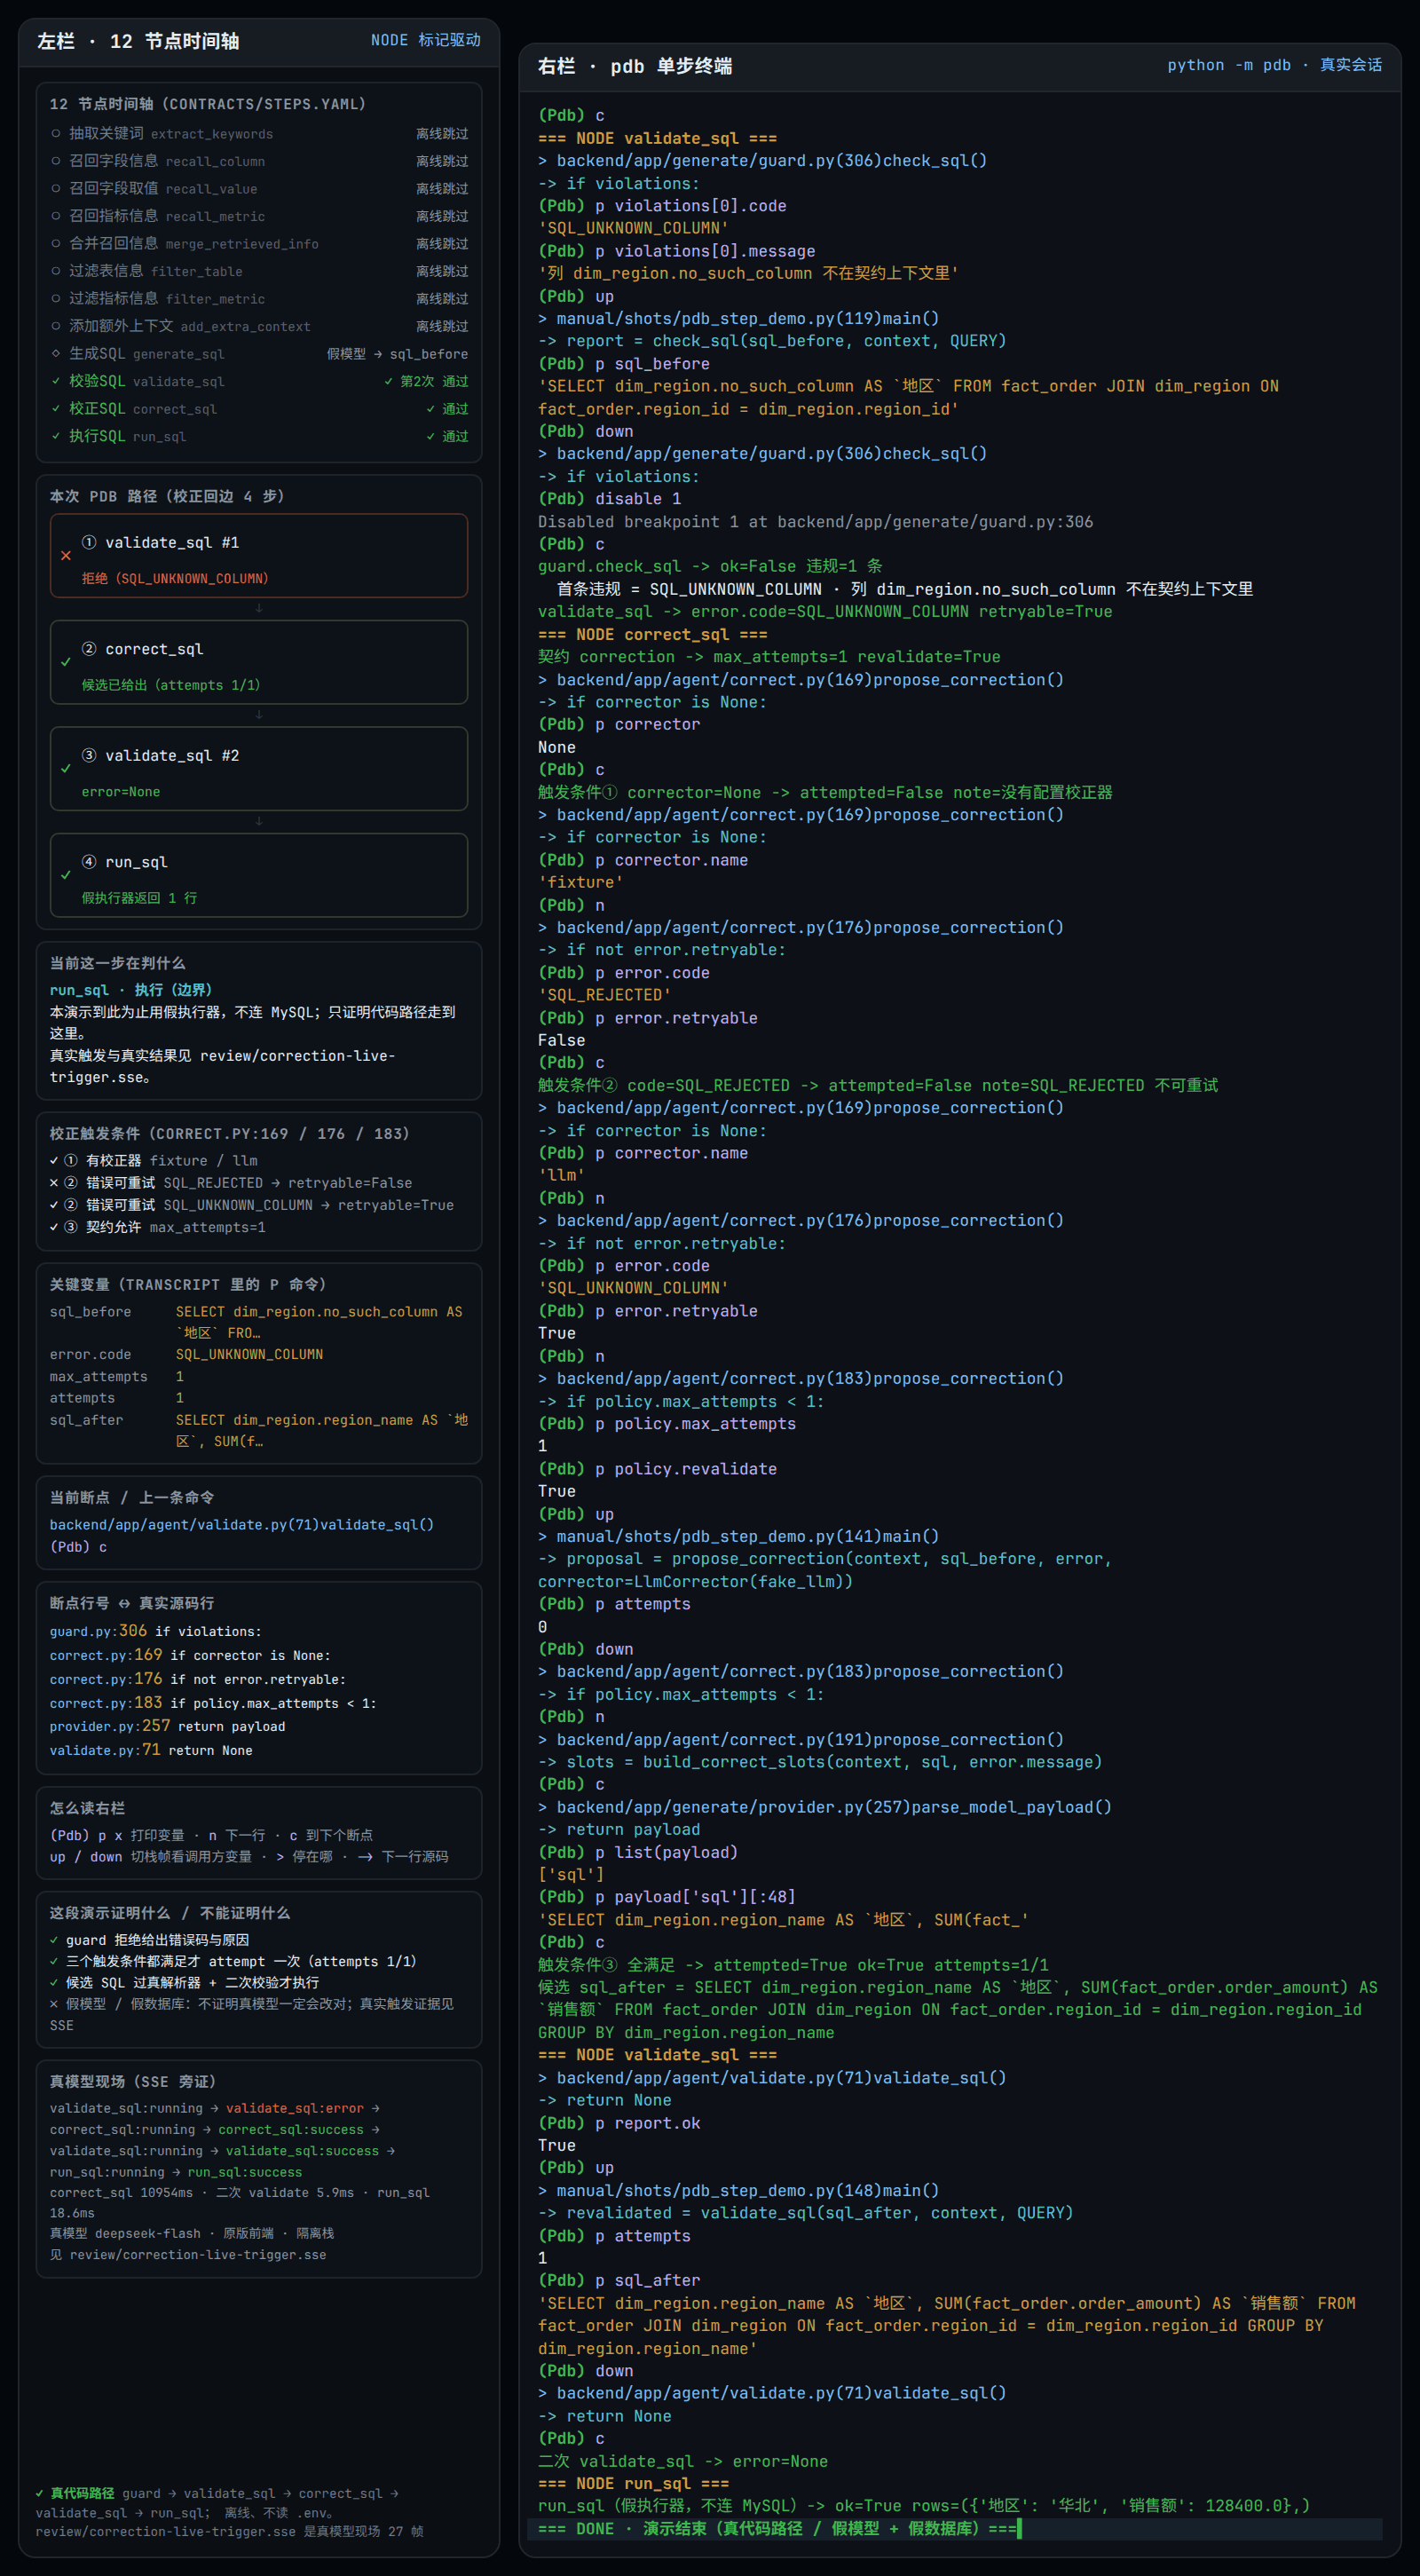 左栏 · 12 节点时间轴
NODE 标记驱动
12 节点时间轴（CONTRACTS/STEPS.YAML）
○ 抽取关键词 extract_keywords 离线跳过
○ 召回字段信息 recall_column 离线跳过
○ 召回字段取值 recall_value 离线跳过
○ 召回指标信息 recall_metric 离线跳过
○ 合并召回信息 merge_retrieved_info 离线跳过
○ 过滤表信息 filter_table 离线跳过
○ 过滤指标信息 filter_metric 离线跳过
○ 添加额外上下文 add_extra_context 离线跳过
◇ 生成SQL generate_sql 假模型 → sql_before
✓ 校验SQL validate_sql ✓ 第2次 通过
✓ 校正SQL correct_sql ✓ 通过
✓ 执行SQL run_sql ✓ 通过
本次 PDB 路径（校正回边 4 步）
① validate_sql #1
✕
拒绝（SQL_UNKNOWN_COLUMN）
↓
② correct_sql
✓
候选已给出（attempts 1/1）
↓
③ validate_sql #2
✓
error=None
↓
④ run_sql
✓
假执行器返回 1 行
当前这一步在判什么
run_sql · 执行（边界）
本演示到此为止用假执行器，不连 MySQL；只证明代码路径走到
这里。
真实触发与真实结果见 review/correction-live-
trigger.sse。
校正触发条件（CORRECT.PY:169 / 176 / 183）
✓ ① 有校正器 fixture / llm
✕ ② 错误可重试 SQL_REJECTED → retryable=False
✓ ② 错误可重试 SQL_UNKNOWN_COLUMN → retryable=True
✓ ③ 契约允许 max_attempts=1
关键变量（TRANSCRIPT 里的 P 命令）
sql_before SELECT dim_region.no_such_column AS
`地区` FRO…
error.code SQL_UNKNOWN_COLUMN
max_attempts 1
attempts 1
sql_after SELECT dim_region.region_name AS `地
区`, SUM(f…
当前断点 / 上一条命令
backend/app/agent/validate.py(71)validate_sql()
(Pdb) c
断点行号 ↔ 真实源码行
guard.py:306 if violations:
correct.py:169 if corrector is None:
correct.py:176 if not error.retryable:
correct.py:183 if policy.max_attempts < 1:
provider.py:257 return payload
validate.py:71 return None
怎么读右栏
(Pdb) p x 打印变量 · n 下一行 · c 到下个断点
up / down 切栈帧看调用方变量 · > 停在哪 · -> 下一行源码
这段演示证明什么 / 不能证明什么
✓ guard 拒绝给出错误码与原因
✓ 三个触发条件都满足才 attempt 一次（attempts 1/1）
✓ 候选 SQL 过真解析器 + 二次校验才执行
✕ 假模型 / 假数据库：不证明真模型一定会改对；真实触发证据见
SSE
真模型现场（SSE 旁证）
validate_sql:running → validate_sql:error →
correct_sql:running → correct_sql:success →
validate_sql:running → validate_sql:success →
run_sql:running → run_sql:success
correct_sql 10954ms · 二次 validate 5.9ms · run_sql
18.6ms
真模型 deepseek-flash · 原版前端 · 隔离栈
见 review/correction-live-trigger.sse
✓ 真代码路径 guard → validate_sql → correct_sql →
validate_sql → run_sql； 离线、不读 .env。
review/correction-live-trigger.sse 是真模型现场 27 帧
右栏 · pdb 单步终端
python -m pdb · 真实会话
(Pdb) c
=== NODE validate_sql ===
> backend/app/generate/guard.py(306)check_sql()
-> if violations:
(Pdb) p violations[0].code
'SQL_UNKNOWN_COLUMN'
(Pdb) p violations[0].message
'列 dim_region.no_such_column 不在契约上下文里'
(Pdb) up
> manual/shots/pdb_step_demo.py(119)main()
-> report = check_sql(sql_before, context, QUERY)
(Pdb) p sql_before
'SELECT dim_region.no_such_column AS `地区` FROM fact_order JOIN dim_region ON
fact_order.region_id = dim_region.region_id'
(Pdb) down
> backend/app/generate/guard.py(306)check_sql()
-> if violations:
(Pdb) disable 1
Disabled breakpoint 1 at backend/app/generate/guard.py:306
(Pdb) c
guard.check_sql -> ok=False 违规=1 条
首条违规 = SQL_UNKNOWN_COLUMN · 列 dim_region.no_such_column 不在契约上下文里
validate_sql -> error.code=SQL_UNKNOWN_COLUMN retryable=True
=== NODE correct_sql ===
契约 correction -> max_attempts=1 revalidate=True
> backend/app/agent/correct.py(169)propose_correction()
-> if corrector is None:
(Pdb) p corrector
None
(Pdb) c
触发条件① corrector=None -> attempted=False note=没有配置校正器
> backend/app/agent/correct.py(169)propose_correction()
-> if corrector is None:
(Pdb) p corrector.name
'fixture'
(Pdb) n
> backend/app/agent/correct.py(176)propose_correction()
-> if not error.retryable:
(Pdb) p error.code
'SQL_REJECTED'
(Pdb) p error.retryable
False
(Pdb) c
触发条件② code=SQL_REJECTED -> attempted=False note=SQL_REJECTED 不可重试
> backend/app/agent/correct.py(169)propose_correction()
-> if corrector is None:
(Pdb) p corrector.name
'llm'
(Pdb) n
> backend/app/agent/correct.py(176)propose_correction()
-> if not error.retryable:
(Pdb) p error.code
'SQL_UNKNOWN_COLUMN'
(Pdb) p error.retryable
True
(Pdb) n
> backend/app/agent/correct.py(183)propose_correction()
-> if policy.max_attempts < 1:
(Pdb) p policy.max_attempts
1
(Pdb) p policy.revalidate
True
(Pdb) up
> manual/shots/pdb_step_demo.py(141)main()
-> proposal = propose_correction(context, sql_before, error,
corrector=LlmCorrector(fake_llm))
(Pdb) p attempts
0
(Pdb) down
> backend/app/agent/correct.py(183)propose_correction()
-> if policy.max_attempts < 1:
(Pdb) n
> backend/app/agent/correct.py(191)propose_correction()
-> slots = build_correct_slots(context, sql, error.message)
(Pdb) c
> backend/app/generate/provider.py(257)parse_model_payload()
-> return payload
(Pdb) p list(payload)
['sql']
(Pdb) p payload['sql'][:48]
'SELECT dim_region.region_name AS `地区`, SUM(fact_'
(Pdb) c
触发条件③ 全满足 -> attempted=True ok=True attempts=1/1
候选 sql_after = SELECT dim_region.region_name AS `地区`, SUM(fact_order.order_amount) AS
`销售额` FROM fact_order JOIN dim_region ON fact_order.region_id = dim_region.region_id
GROUP BY dim_region.region_name
=== NODE validate_sql ===
> backend/app/agent/validate.py(71)validate_sql()
-> return None
(Pdb) p report.ok
True
(Pdb) up
> manual/shots/pdb_step_demo.py(148)main()
-> revalidated = validate_sql(sql_after, context, QUERY)
(Pdb) p attempts
1
(Pdb) p sql_after
'SELECT dim_region.region_name AS `地区`, SUM(fact_order.order_amount) AS `销售额` FROM
fact_order JOIN dim_region ON fact_order.region_id = dim_region.region_id GROUP BY
dim_region.region_name'
(Pdb) down
> backend/app/agent/validate.py(71)validate_sql()
-> return None
(Pdb) c
二次 validate_sql -> error=None
=== NODE run_sql ===
run_sql（假执行器，不连 MySQL）-> ok=True rows=({'地区': '华北', '销售额': 128400.0},)
=== DONE · 演示结束（真代码路径 / 假模型 + 假数据库）===